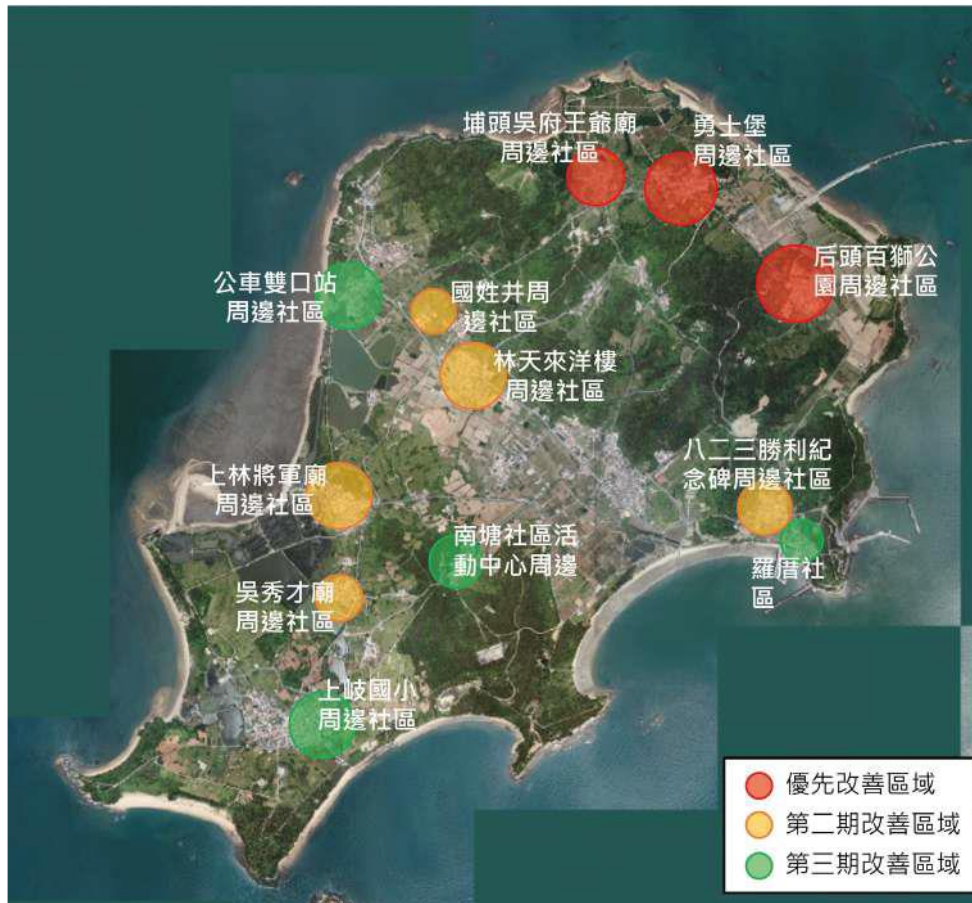 埔頭吳府王爺廟
周邊社區
勇士堡
周邊社區
后頭百獅公
園周邊社區
公車雙口站
周邊社區
國姓井周
邊社區
林天來洋樓
周邊社區
八二三勝利紀
念碑周邊社區
上林將軍廟
周邊社區
南塘社區活
動中心周邊
羅厝社
區
吳秀才廟
周邊社區
上岐國小
周邊社區
優先改善區域
第二期改善區域
第三期改善區域